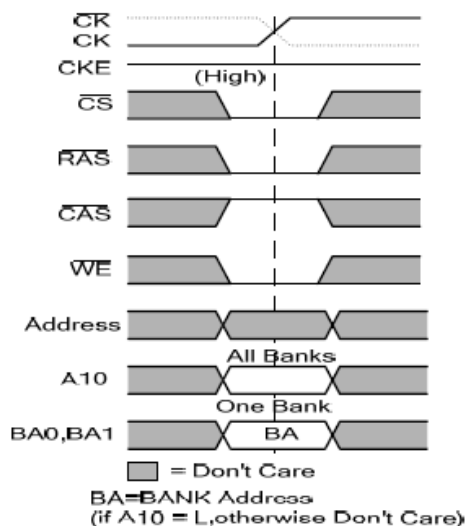 CK
CK
CKE
(High)
CS
RAS
CAS
WE
Address
All Banks
A10
One Bank
BA0,BA1
BA
= Don't Care
BA=BANK Address
(if A10 = L,otherwise Don't Care)